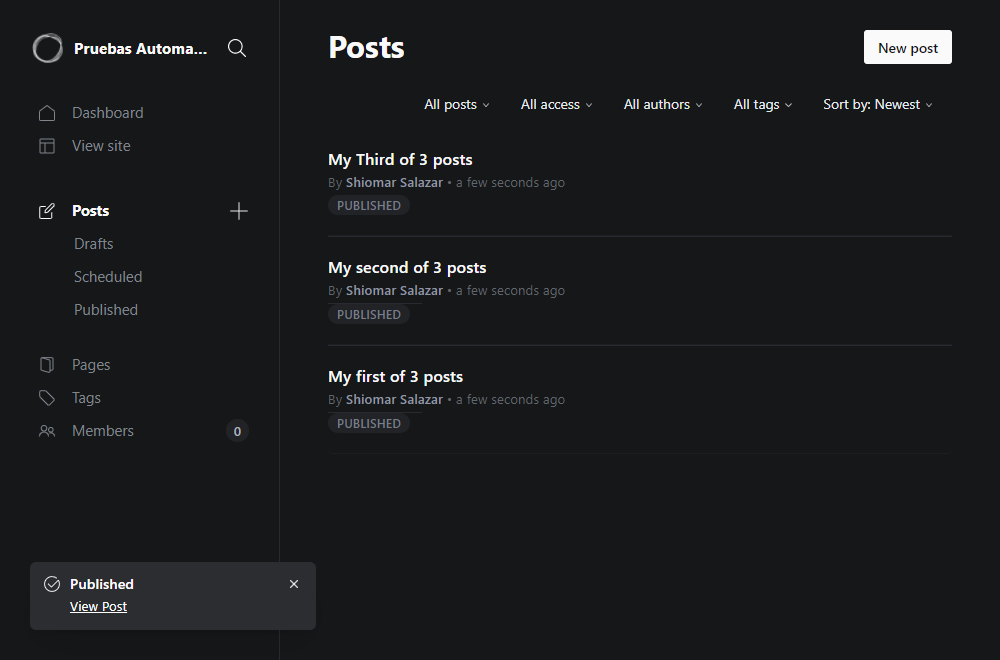 Pruebas Automa...
Dashboard
View site
Posts
Drafts
Scheduled
Published
Pages
Tags
Members 0
Published
View Post
Posts
New post
All posts All access All authors All tags Sort by: Newest
My Third of 3 posts
By Shiomar Salazar • a few seconds ago
PUBLISHED
My second of 3 posts
By Shiomar Salazar • a few seconds ago
PUBLISHED
My first of 3 posts
By Shiomar Salazar • a few seconds ago
PUBLISHED